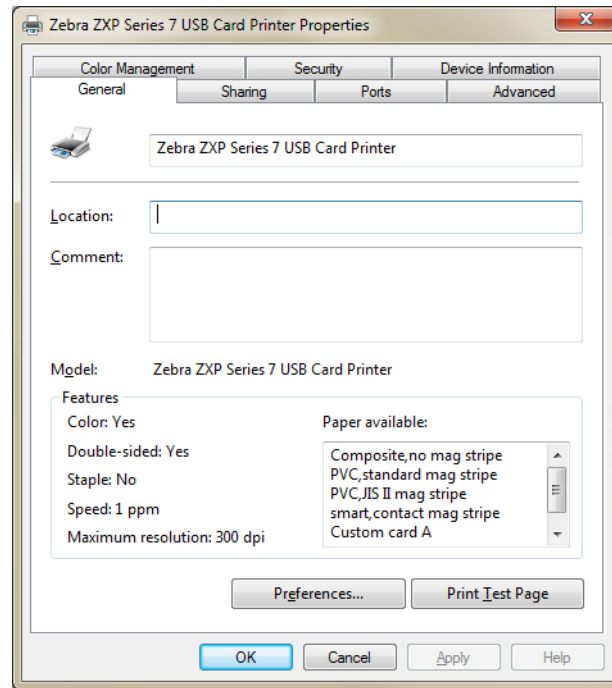 Zebra ZXP Series 7 USB Card Printer Properties
Color Management Security Device Information
General Sharing Ports Advanced
Zebra ZXP Series 7 USB Card Printer
Location:
Comment:
Model: Zebra ZXP Series 7 USB Card Printer
Features
Color: Yes
Double-sided: Yes
Staple: No
Speed: 1 ppm
Maximum resolution: 300 dpi
Paper available:
Composite,no mag stripe
PVC,standard mag stripe
PVC,JIS II mag stripe
smart,contact mag stripe
Custom card A
Preferences... Print Test Page
OK Cancel Apply Help